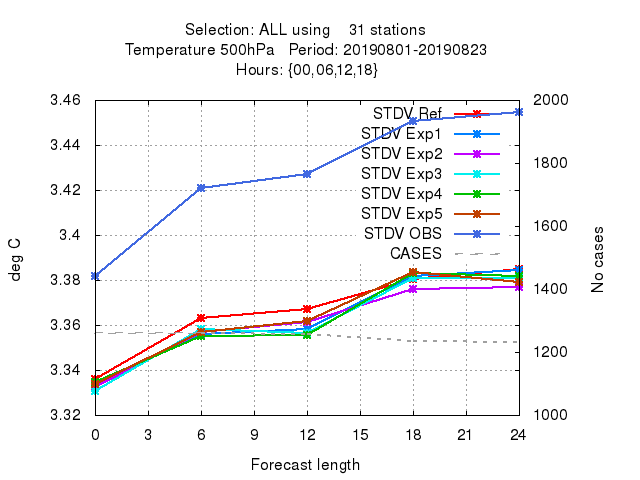 Selection: ALL using 31 stations
Temperature 500hPa Period: 20190801-20190823
Hours: {00,06,12,18}
3.46
3.44
3.42
3.4
3.38
3.36
3.34
3.32
deg C
STDV Ref
STDV Exp1
STDV Exp2
STDV Exp3
STDV Exp4
STDV Exp5
STDV OBS
CASES
2000
1800
1600
1400
1200
1000
No cases
0 3 6 9 12 15 18 21 24
Forecast length